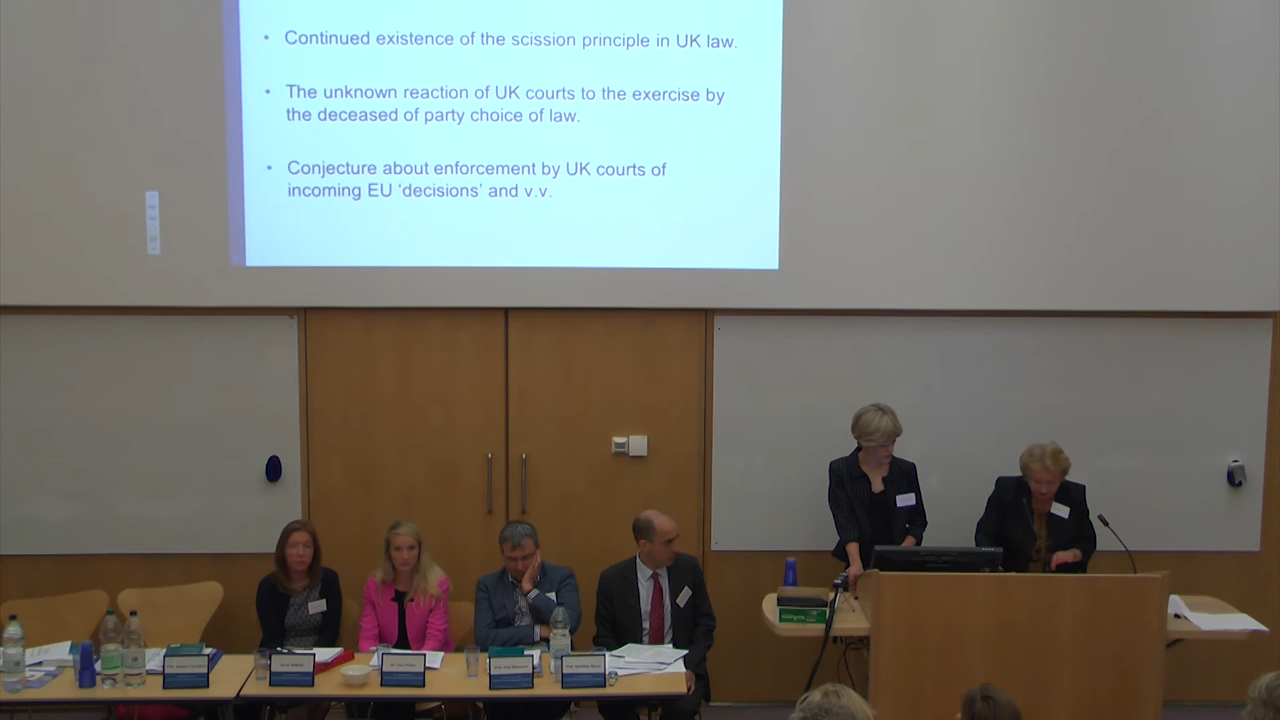 • Continued existence of the scission principle in UK law.
• The unknown reaction of UK courts to the exercise by
the deceased of party choice of law.
• Conjecture about enforcement by UK courts of
incoming EU ‘decisions’ and v.v.